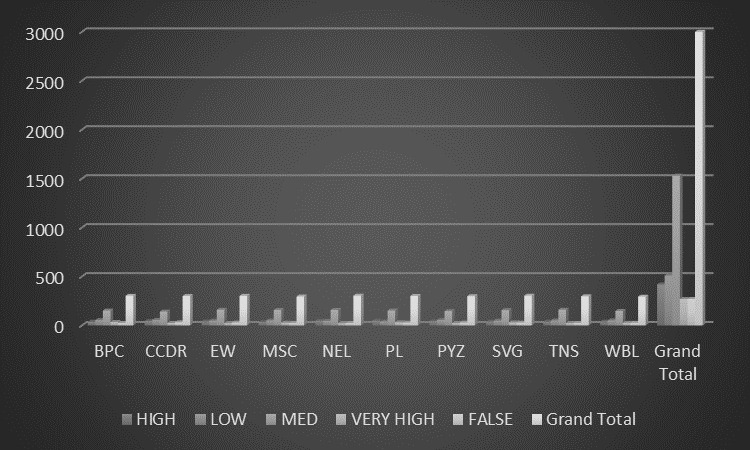 3000
2500
2000
1500
1000
500
0
BPC CCDR EW MSC NEL PL PYZ SVG TNS WBL Grand
Total
HIGH LOW MED VERY HIGH FALSE Grand Total